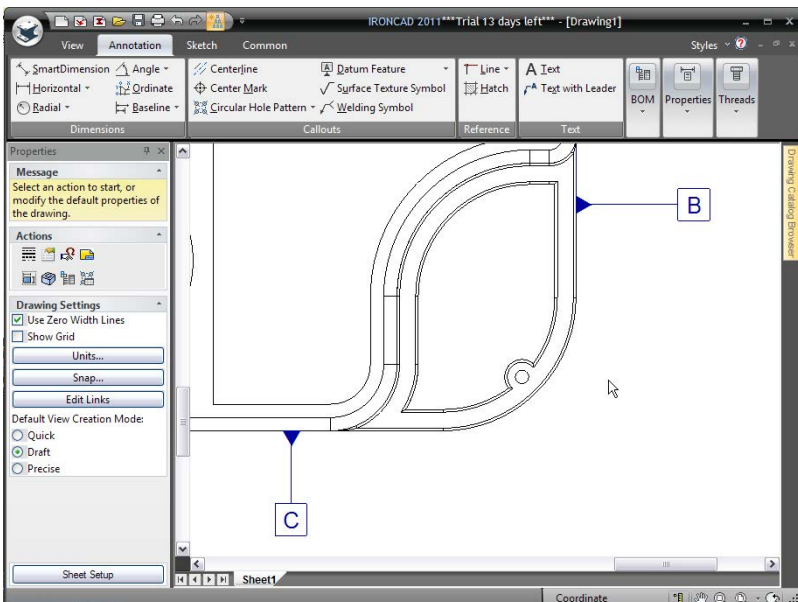 IRONCAD 2011***Trial 13 days left*** - [Drawing1]
View Annotation Sketch Common Styles
SmartDimension Angle Centerline Datum Feature Line Text
Horizontal Ordinate Center Mark Surface Texture Symbol Hatch Text with Leader BOM Properties Threads
Radial Baseline Circular Hole Pattern Welding Symbol
Dimensions Callouts Reference Text
Properties
Message
Select an action to start, or
modify the default properties of
the drawing.
Actions
Drawing Settings
Use Zero Width Lines
Show Grid
Units...
Snap...
Edit Links
Default View Creation Mode:
Quick
Draft
Precise
Sheet Setup
B
C
Drawing Catalog Browser
Sheet1
Coordinate